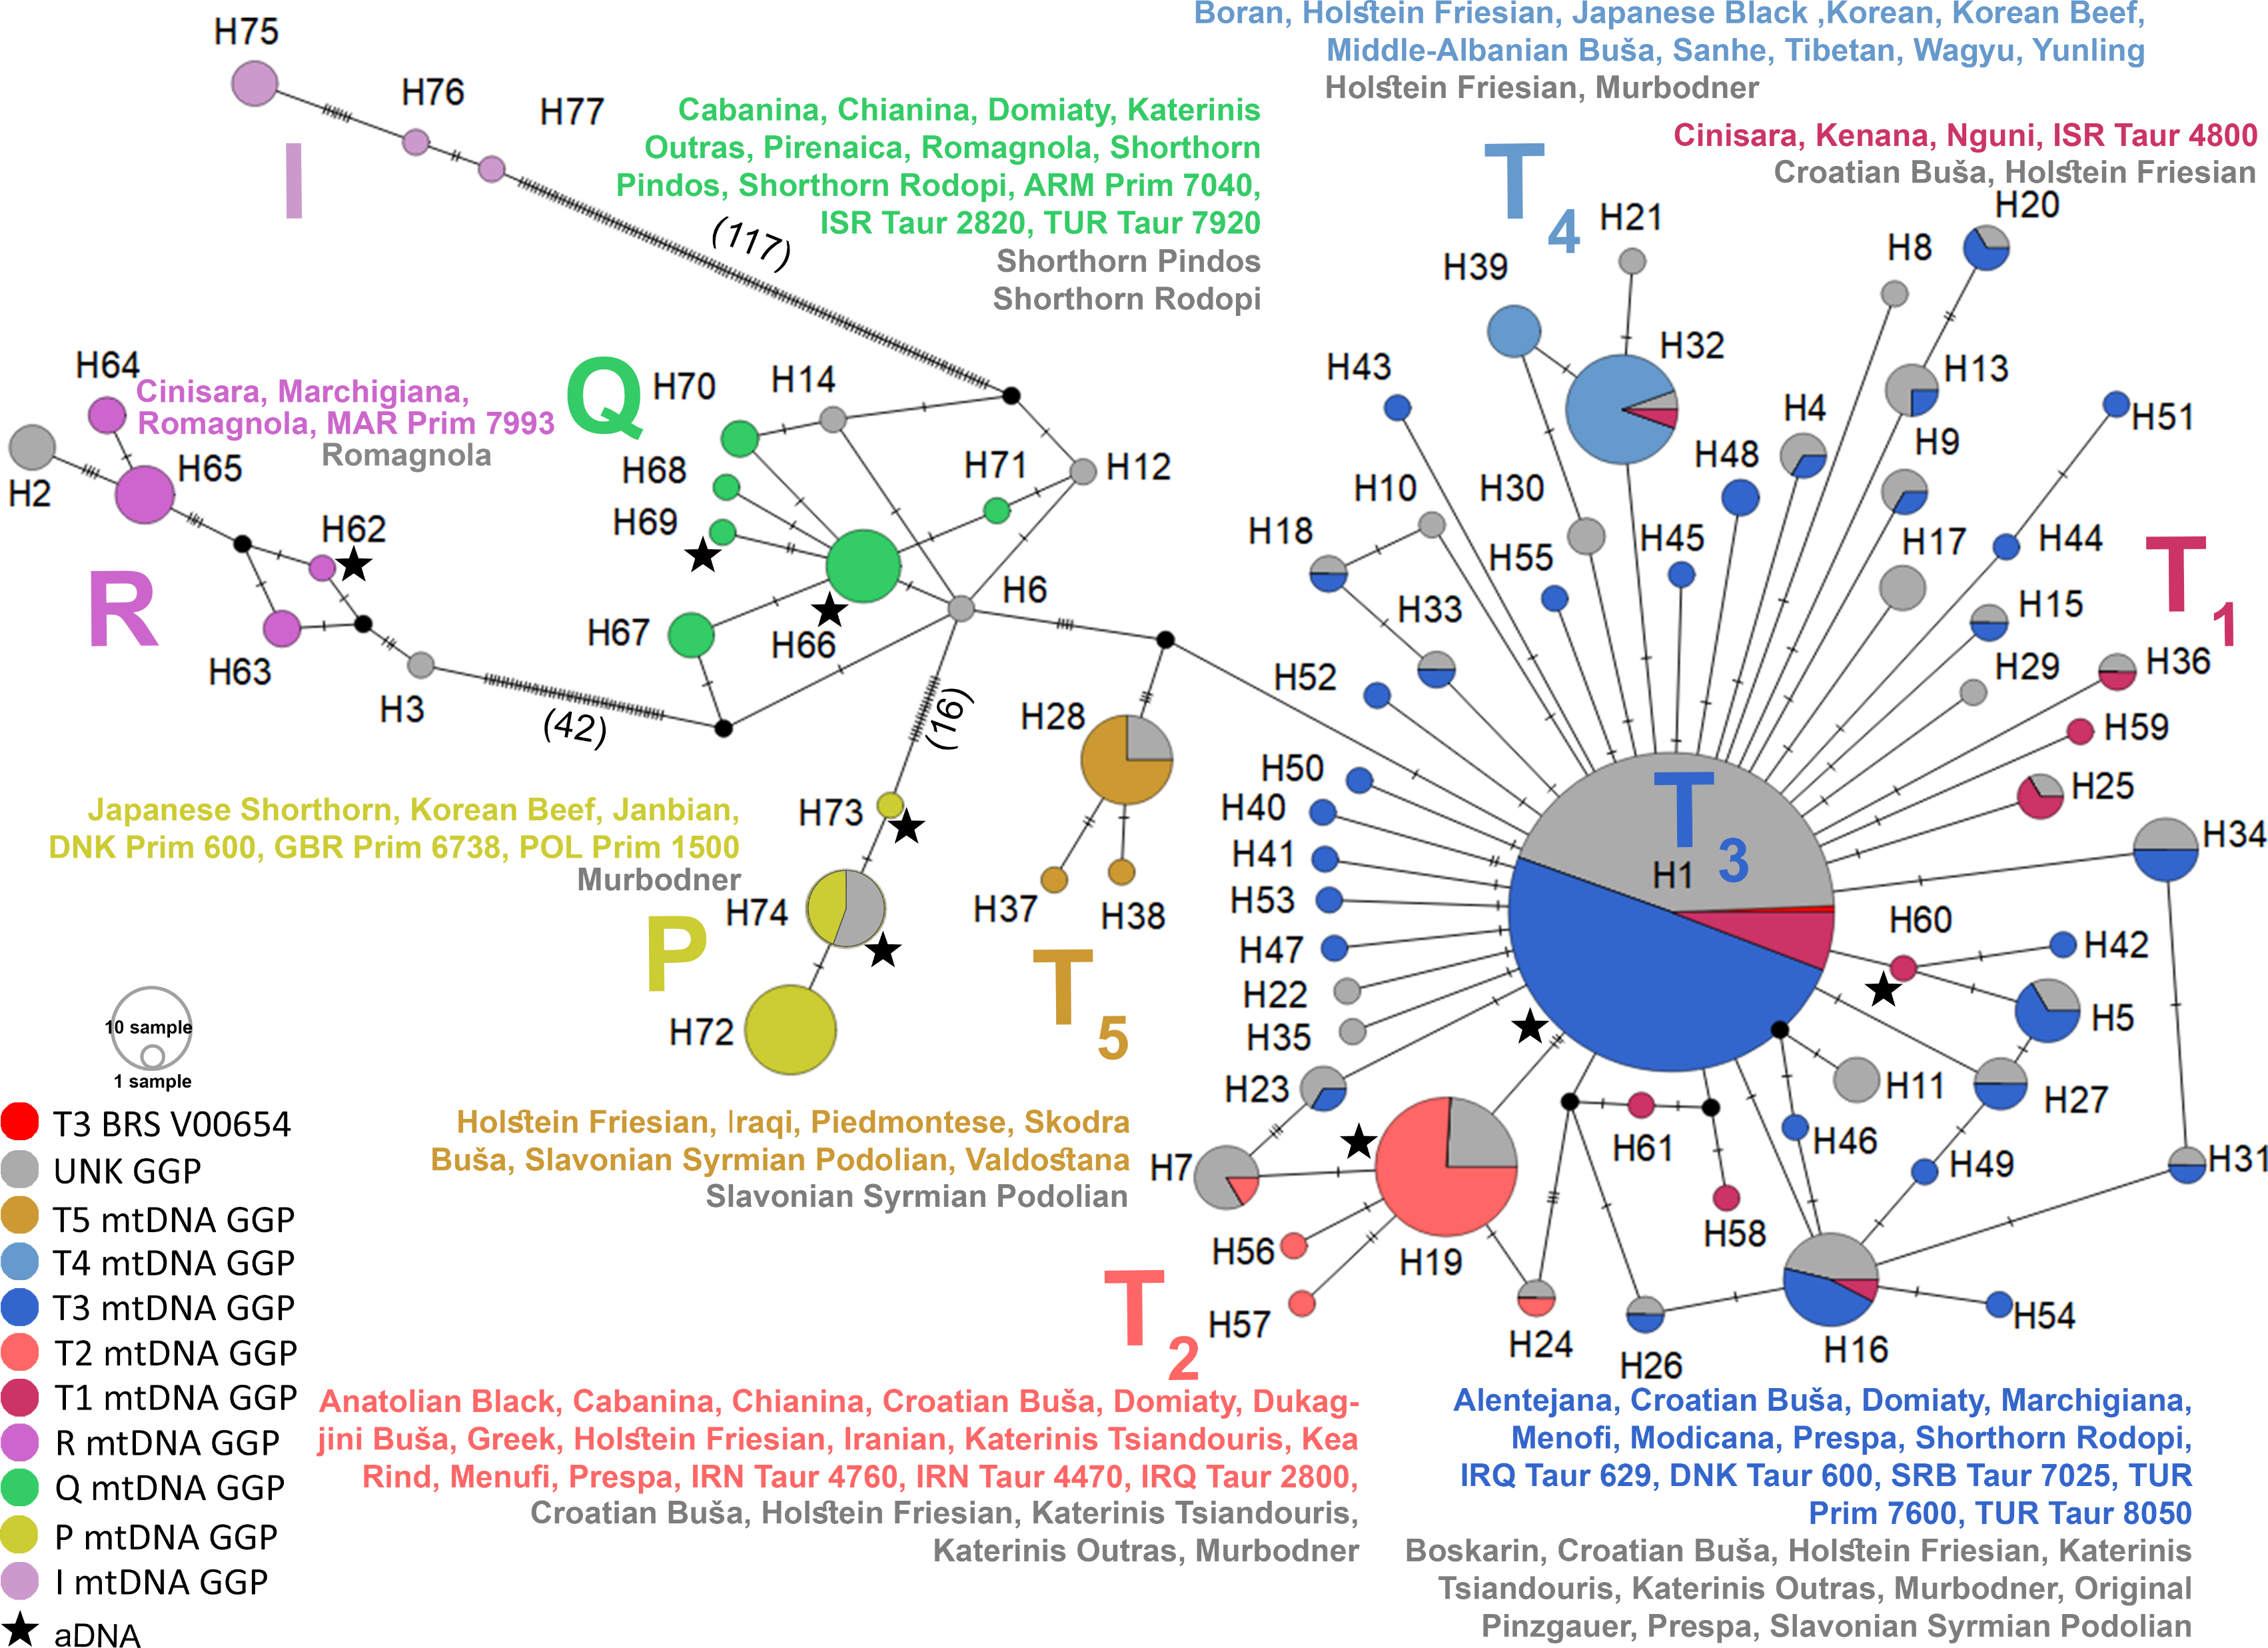 Boran, Holstein Friesian, Japanese Black ,Korean, Korean Beef,
Middle-Albanian Buša, Sanhe, Tibetan, Wagyu, Yunling
Holstein Friesian, Murbodner
Cinisara, Kenana, Nguni, ISR Taur 4800
Croatian Buša, Holstein Friesian
H75
H76
H77
I
(117)
Cabanina, Chianina, Domiaty, Katerinis
Outras, Pirenaica, Romagnola, Shorthorn
Pindos, Shorthorn Rodopi, ARM Prim 7040,
ISR Taur 2820, TUR Taur 7920
Shorthorn Pindos
Shorthorn Rodopi
H64
Cinisara, Marchigiana,
Romagnola, MAR Prim 7993
Romagnola
H2
H65
H62
R
H63
H3
(42)
Q
H70
H14
H68
H71
H12
H69
H6
H67
H66
(16)
T4
H21
H20
H8
H39
H32
H43
H13
H4
H51
H9
H48
H10
H30
H18
H55
H45
H17
H44
T1
H33
H15
H52
H29
H36
H59
H28
H50
H40
H25
H41
H34
T3
H1
H53
H60
H47
H42
H22
H5
H35
H23
H11
H27
H46
H61
H49
H31
H7
H58
H56
H19
H57
H24
H26
H16
H54
Japanese Shorthorn, Korean Beef, Janbian,
DNK Prim 600, GBR Prim 6738, POL Prim 1500
Murbodner
H73
H74
P
H72
H37
H38
T5
Holstein Friesian, Iraqi, Piedmontese, Skodra
Buša, Slavonian Syrmian Podolian, Valdostana
Slavonian Syrmian Podolian
T2
Anatolian Black, Cabanina, Chianina, Croatian Buša, Domiaty, Dukag-
jini Buša, Greek, Holstein Friesian, Iranian, Katerinis Tsiandouris, Kea
Rind, Menufi, Prespa, IRN Taur 4760, IRN Taur 4470, IRQ Taur 2800,
Croatian Buša, Holstein Friesian, Katerinis Tsiandouris,
Katerinis Outras, Murbodner
Alentejana, Croatian Buša, Domiaty, Marchigiana,
Menofi, Modicana, Prespa, Shorthorn Rodopi,
IRQ Taur 629, DNK Taur 600, SRB Taur 7025, TUR
Prim 7600, TUR Taur 8050
Boskarin, Croatian Buša, Holstein Friesian, Katerinis
Tsiandouris, Katerinis Outras, Murbodner, Original
Pinzgauer, Prespa, Slavonian Syrmian Podolian
10 sample
1 sample
T3 BRS V00654
UNK GGP
T5 mtDNA GGP
T4 mtDNA GGP
T3 mtDNA GGP
T2 mtDNA GGP
T1 mtDNA GGP
R mtDNA GGP
Q mtDNA GGP
P mtDNA GGP
I mtDNA GGP
aDNA